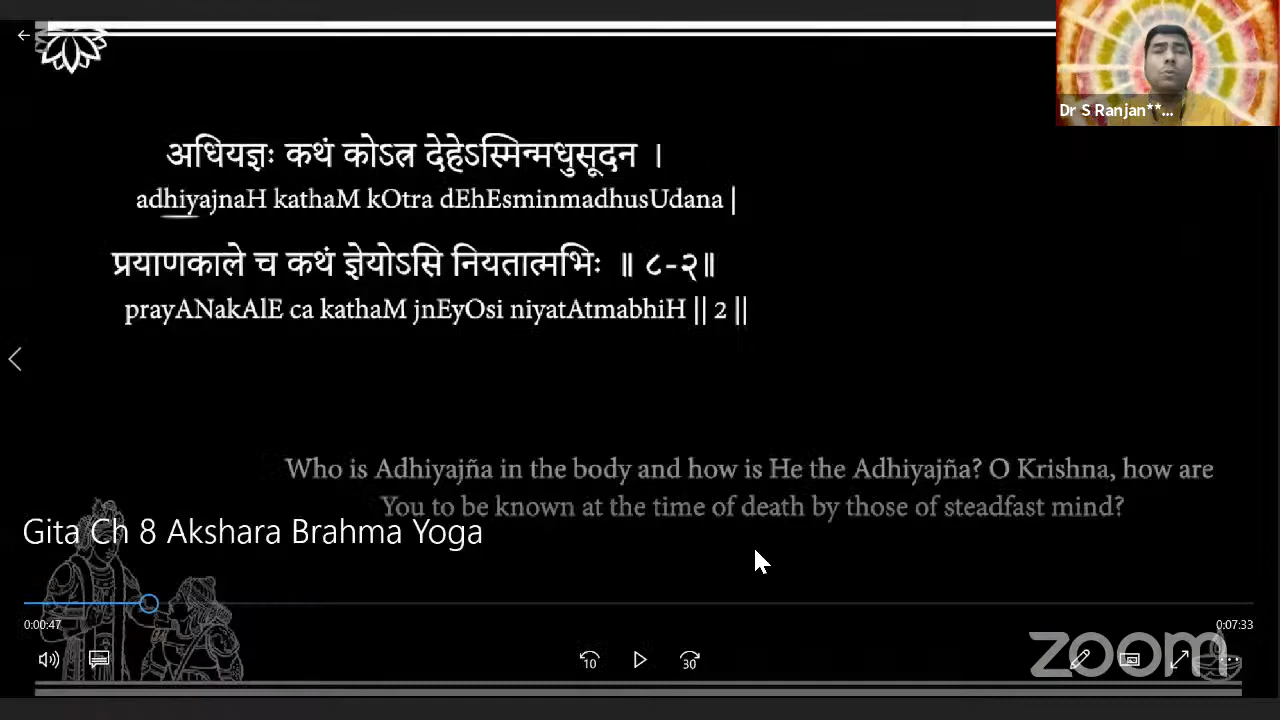 Dr S Ranjan**...
अधियज्ञः कथं कोऽत्र देहेऽस्मिन्मधुसूदन ।
adhiyajnaH kathaM kOtra dEhEsminmadhusUdana |
प्रयाणकाले च कथं ज्ञेयोऽसि नियतात्मभिः ॥ ८-२॥
prayANakAlE ca kathaM jnEyOsi niyatAtmabhiH || 2 ||
Who is Adhiyajña in the body and how is He the Adhiyajña? O Krishna, how are
You to be known at the time of death by those of steadfast mind?
Gita Ch 8 Akshara Brahma Yoga
0:00:47 0:07:33
10 30
zoom